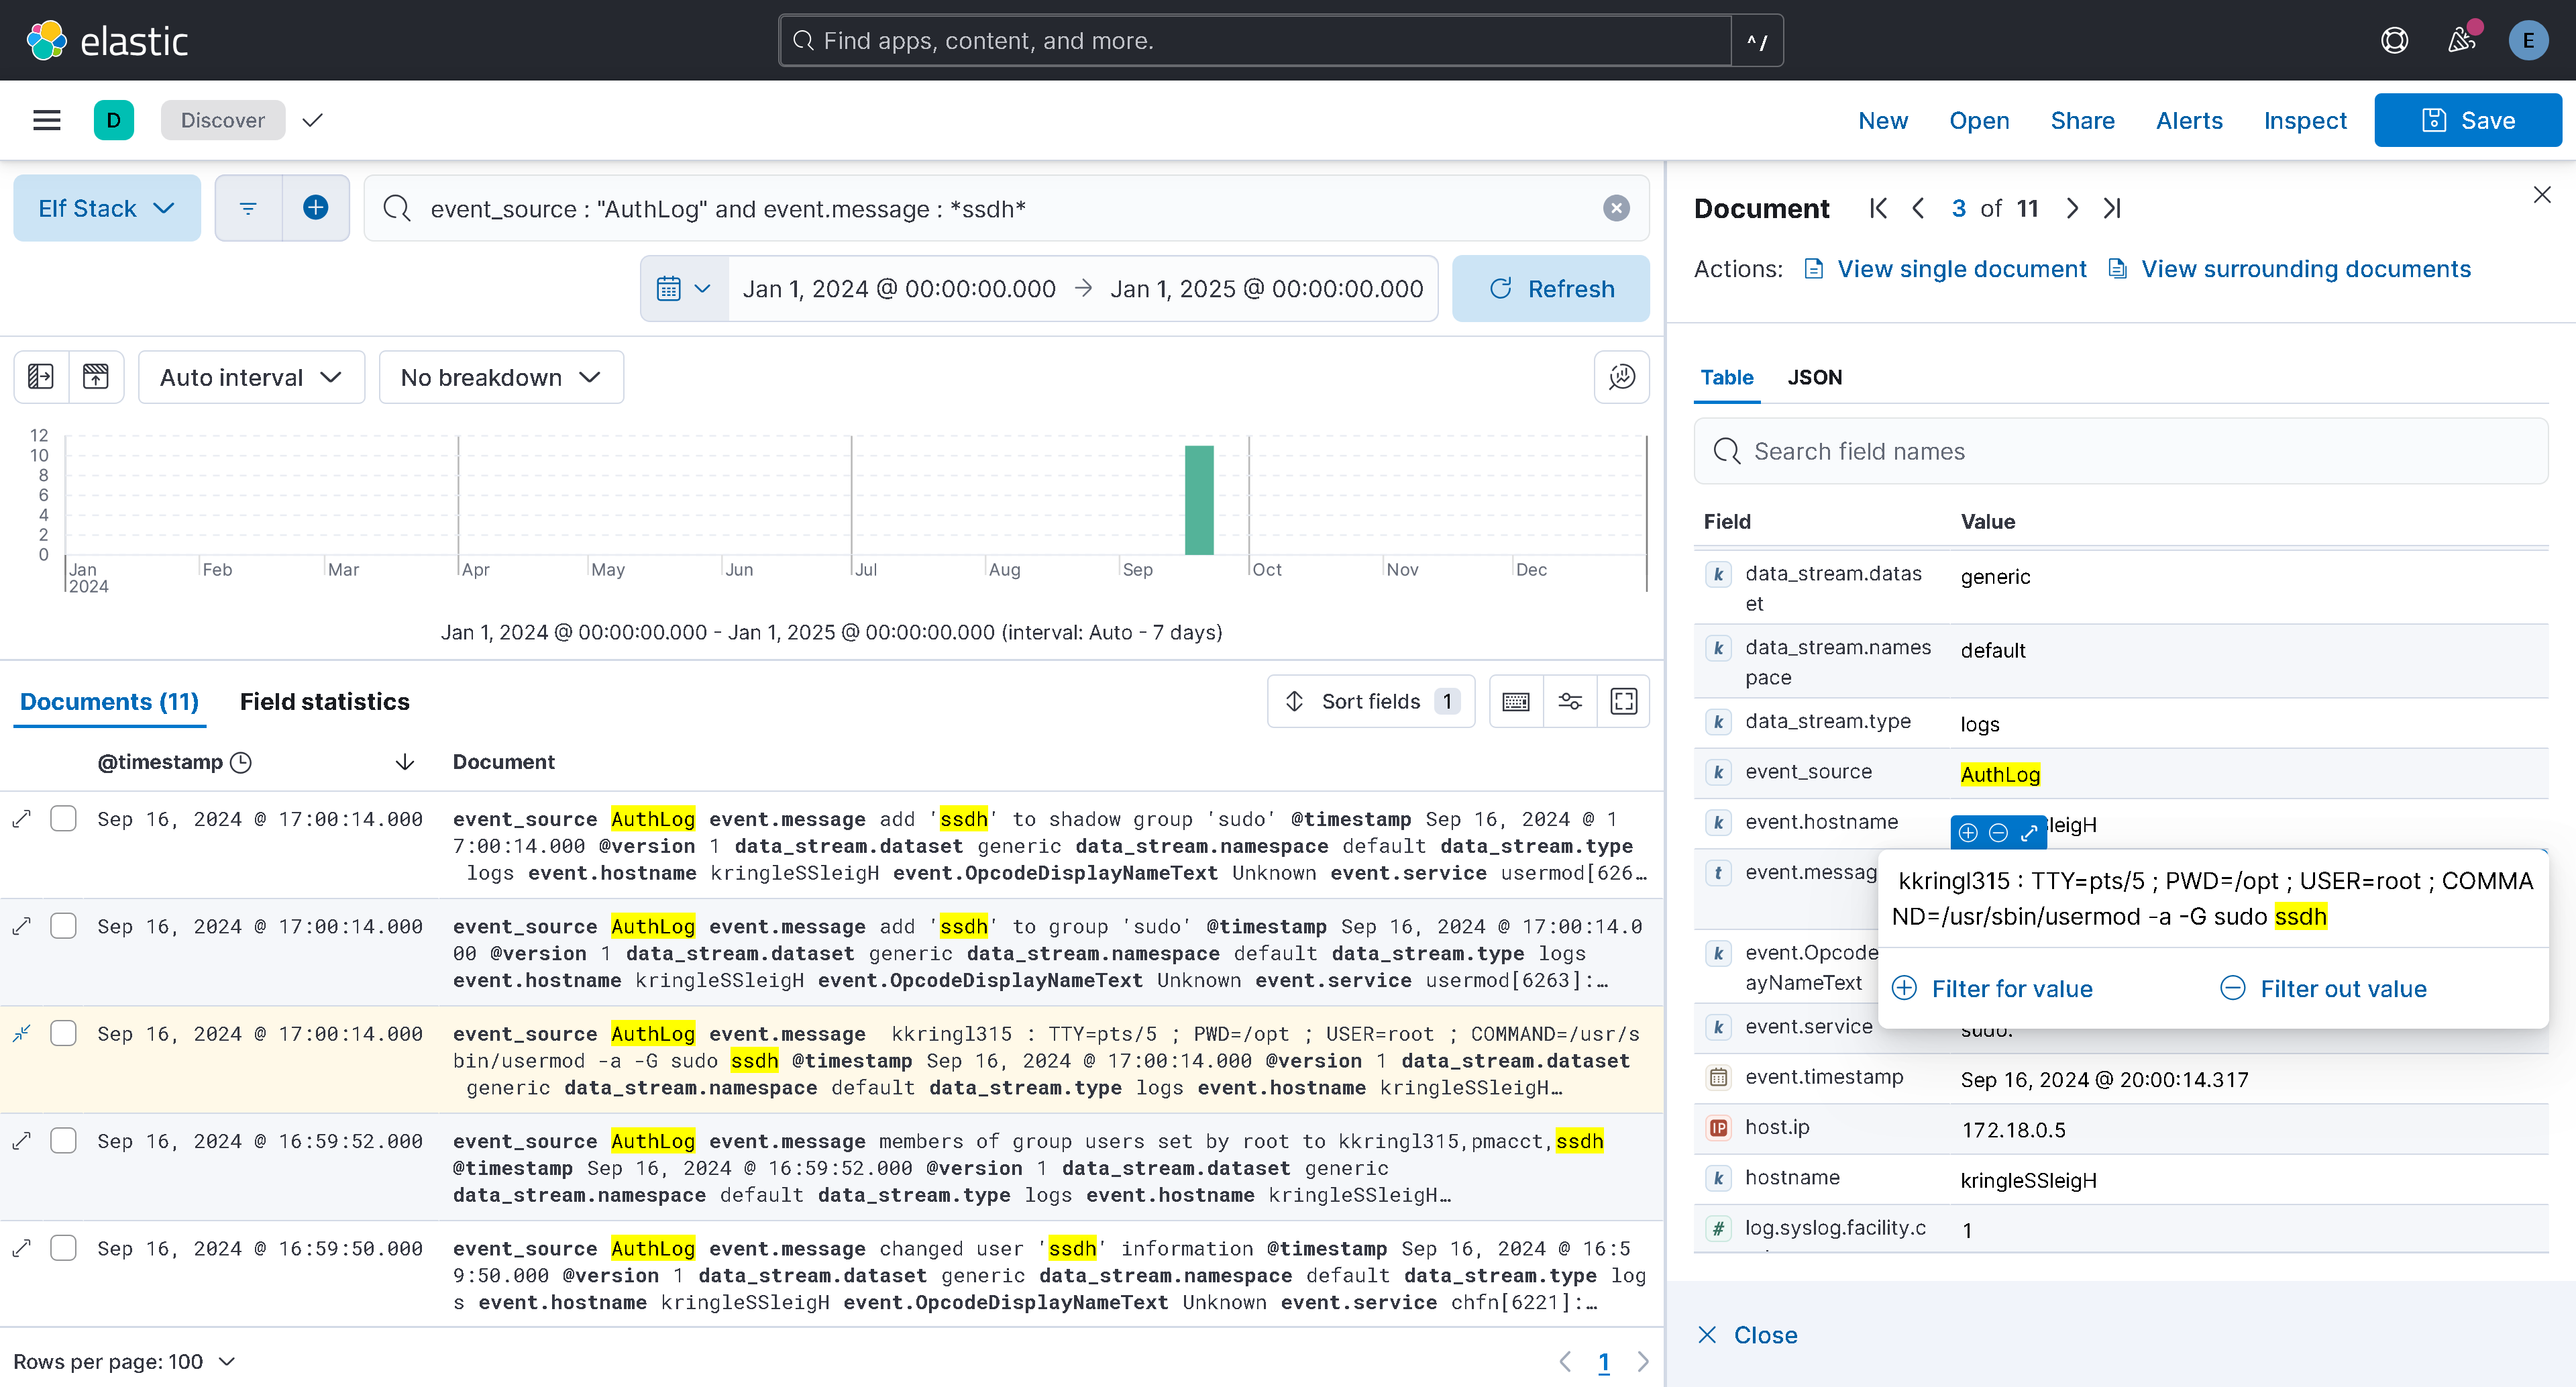 elastic
Find apps, content, and more.
^ /
E
D
Discover
New
Open
Share
Alerts
Inspect
Save
Elf Stack
event_source : "AuthLog" and event.message : *ssdh*
Jan 1, 2024 @ 00:00:00.000 → Jan 1, 2025 @ 00:00:00.000
Refresh
Auto interval
No breakdown
12
10
8
6
4
2
0
Jan
2024
Feb
Mar
Apr
May
Jun
Jul
Aug
Sep
Oct
Nov
Dec
Jan 1, 2024 @ 00:00:00.000 - Jan 1, 2025 @ 00:00:00.000 (interval: Auto - 7 days)
Documents (11)
Field statistics
Sort fields 1
@timestamp
Document
Sep 16, 2024 @ 17:00:14.000
event_source AuthLog event.message add 'ssdh' to shadow group 'sudo' @timestamp Sep 16, 2024 @ 1
7:00:14.000 @version 1 data_stream.dataset generic data_stream.namespace default data_stream.type
logs event.hostname kringleSSleigH event.OpcodeDisplayNameText Unknown event.service usermod[626…
Sep 16, 2024 @ 17:00:14.000
event_source AuthLog event.message add 'ssdh' to group 'sudo' @timestamp Sep 16, 2024 @ 17:00:14.0
00 @version 1 data_stream.dataset generic data_stream.namespace default data_stream.type logs
event.hostname kringleSSleigH event.OpcodeDisplayNameText Unknown event.service usermod[6263]:…
Sep 16, 2024 @ 17:00:14.000
event_source AuthLog event.message kkringl315 : TTY=pts/5 ; PWD=/opt ; USER=root ; COMMAND=/usr/s
bin/usermod -a -G sudo ssdh @timestamp Sep 16, 2024 @ 17:00:14.000 @version 1 data_stream.dataset
generic data_stream.namespace default data_stream.type logs event.hostname kringleSSleigH…
Sep 16, 2024 @ 16:59:52.000
event_source AuthLog event.message members of group users set by root to kkringl315,pmacct,ssdh
@timestamp Sep 16, 2024 @ 16:59:52.000 @version 1 data_stream.dataset generic
data_stream.namespace default data_stream.type logs event.hostname kringleSSleigH…
Sep 16, 2024 @ 16:59:50.000
event_source AuthLog event.message changed user 'ssdh' information @timestamp Sep 16, 2024 @ 16:5
9:50.000 @version 1 data_stream.dataset generic data_stream.namespace default data_stream.type log
s event.hostname kringleSSleigH event.OpcodeDisplayNameText Unknown event.service chfn[6221]:…
Rows per page: 100
1
Document
3 of 11
Actions:
View single document
View surrounding documents
Table
JSON
Search field names
Field
Value
k data_stream.datas
et
generic
k data_stream.names
pace
default
k data_stream.type
logs
k event_source
AuthLog
k event.hostname
leigH
t event.messag
kkringl315 : TTY=pts/5 ; PWD=/opt ; USER=root ; COMMA
ND=/usr/sbin/usermod -a -G sudo ssdh
Filter for value
Filter out value
k event.Opcode
ayNameText
k event.service
sudo:
event.timestamp
Sep 16, 2024 @ 20:00:14.317
IP host.ip
172.18.0.5
k hostname
kringleSSleigH
# log.syslog.facility.c
1
Close